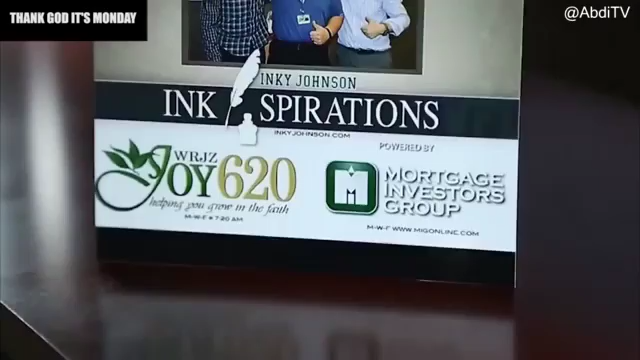 THANK GOD IT'S MONDAY
@AbdiTV
INKY JOHNSON
INK SPIRATIONS
INKYJOHNSON.COM
POWERED BY
WRJZ
JOY620
helping you grow in the faith
M-W-F • 7:20 AM
MORTGAGE
INVESTORS
GROUP
M-W-F WWW.MIGONLINE.COM